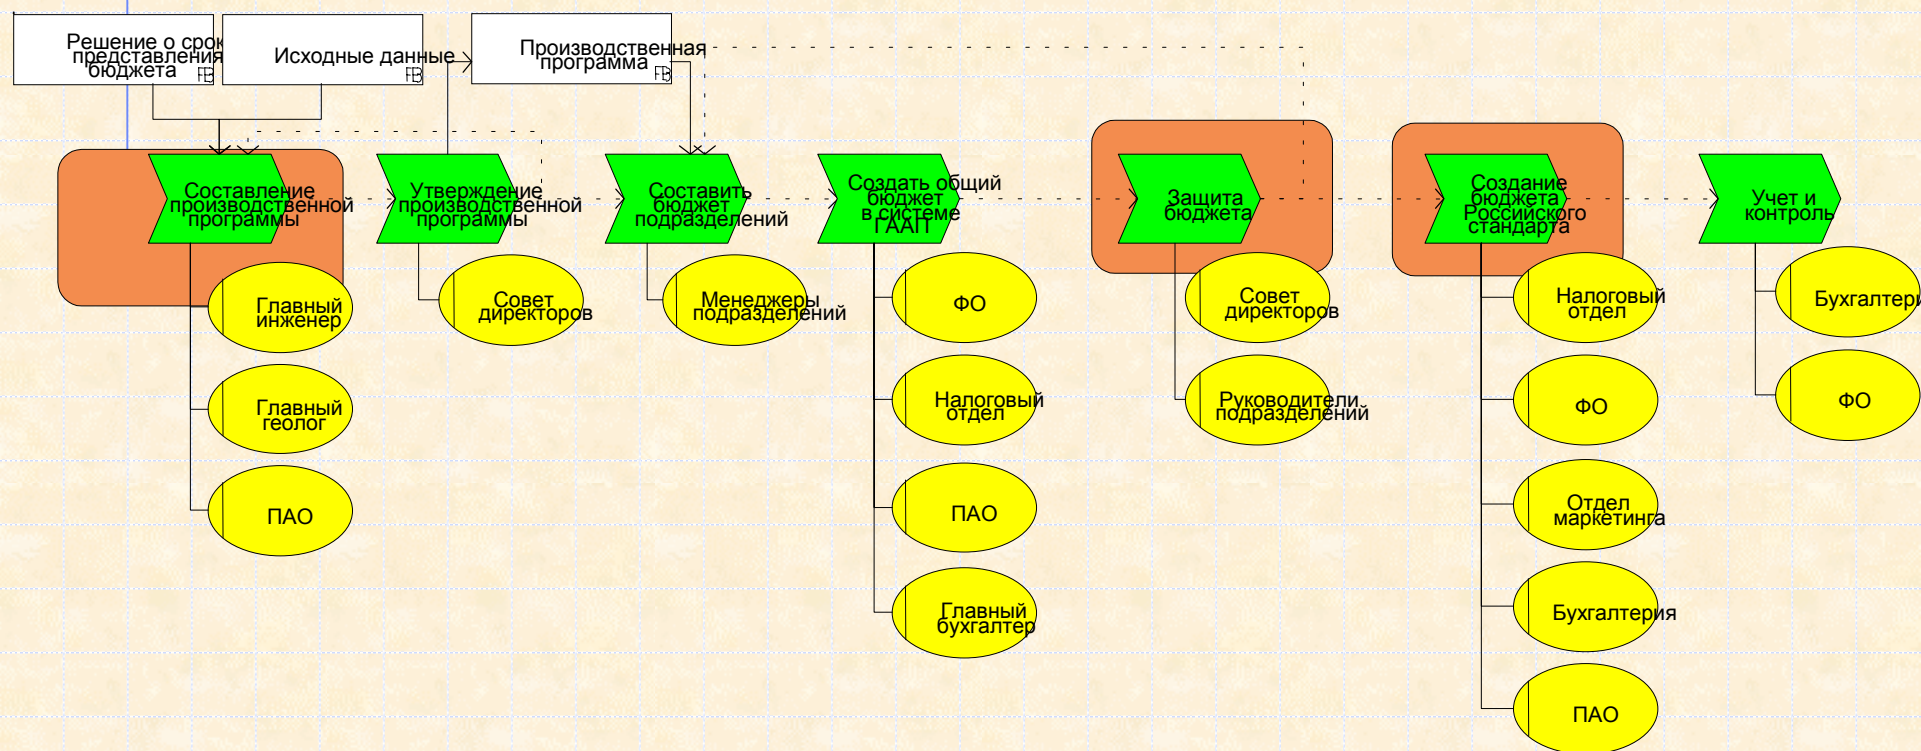 Решение о срок
представления
бюджета
Исходные данные
Производственная
программа
Составление
производственной
программы
Утверждение
производственной
программы
Составить
бюджет
подразделений
Создать общий
бюджет
в системе
ГААП
Защита
бюджета
Создание
бюджета
Российского
стандарта
Учет и
контроль
Главный
инженер
Главный
геолог
ПАО
Совет
директоров
Менеджеры
подразделений
ФО
Налоговый
отдел
ПАО
Главный
бухгалтер
Совет
директоров
Руководители
подразделений
Налоговый
отдел
ФО
Отдел
маркетинга
Бухгалтерия
ПАО
Бухгалтери
ФО